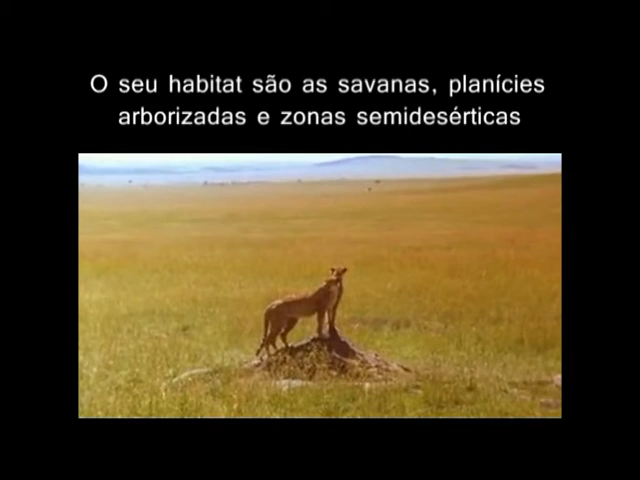 O seu habitat são as savanas, planícies
arborizadas e zonas semidesérticas